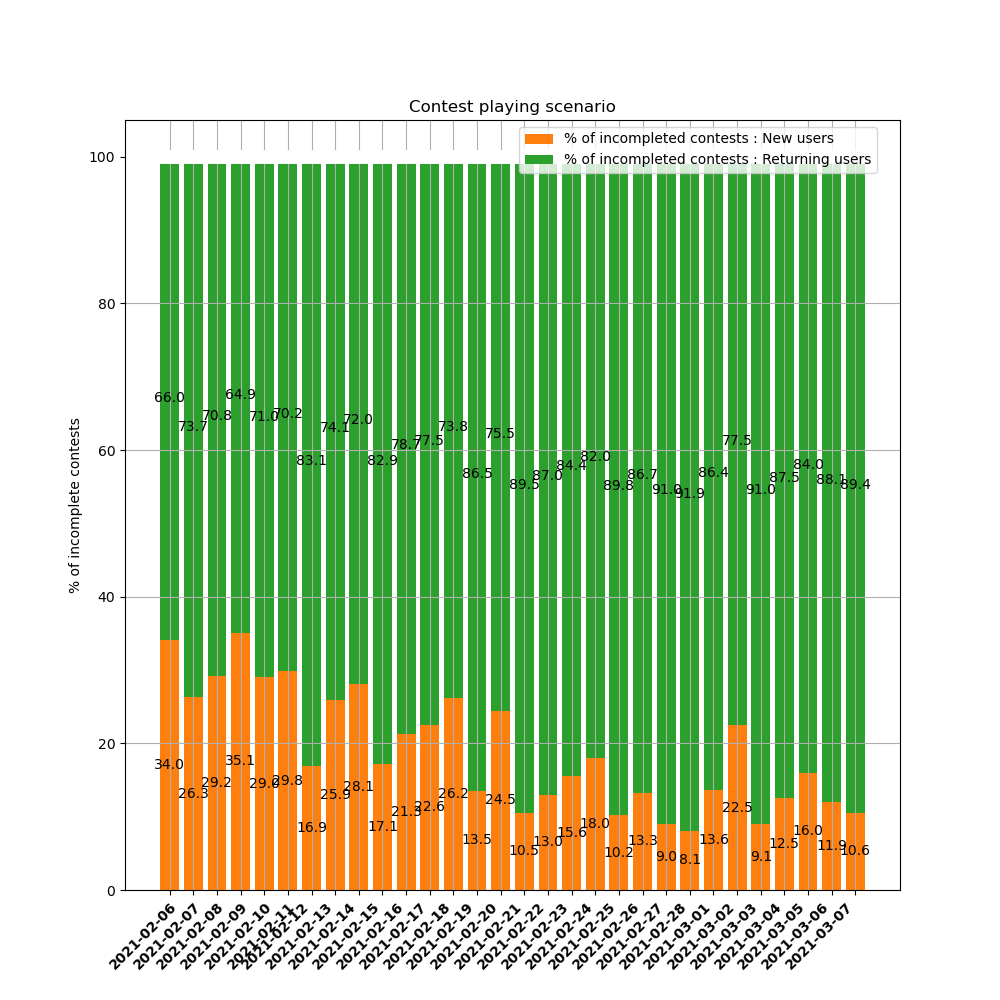 Contest playing scenario
% of incompleted contests : New users
% of incompleted contests : Returning users
% of incomplete contests
100
80
60
40
20
0
66.0 73.7 70.8 64.9 71.0 70.2 83.1 74.1 72.0 82.9 78.7 77.5 73.8 86.5 75.5 89.5 87.0 84.4 82.0 89.8 86.7 91.0 91.9 86.4 77.5 91.0 87.5 84.0 88.1 89.4
34.0 26.3 29.2 35.1 29.0 29.8 16.9 25.9 28.1 17.1 21.3 22.6 26.2 13.5 24.5 10.5 13.0 15.6 18.0 10.2 13.3 9.0 8.1 13.6 22.5 9.1 12.5 16.0 11.9 10.6
2021-02-06 2021-02-07 2021-02-08 2021-02-09 2021-02-10 2021-02-11 2021-02-12 2021-02-13 2021-02-14 2021-02-15 2021-02-16 2021-02-17 2021-02-18 2021-02-19 2021-02-20 2021-02-21 2021-02-22 2021-02-23 2021-02-24 2021-02-25 2021-02-26 2021-02-27 2021-02-28 2021-03-01 2021-03-02 2021-03-03 2021-03-04 2021-03-05 2021-03-06 2021-03-07